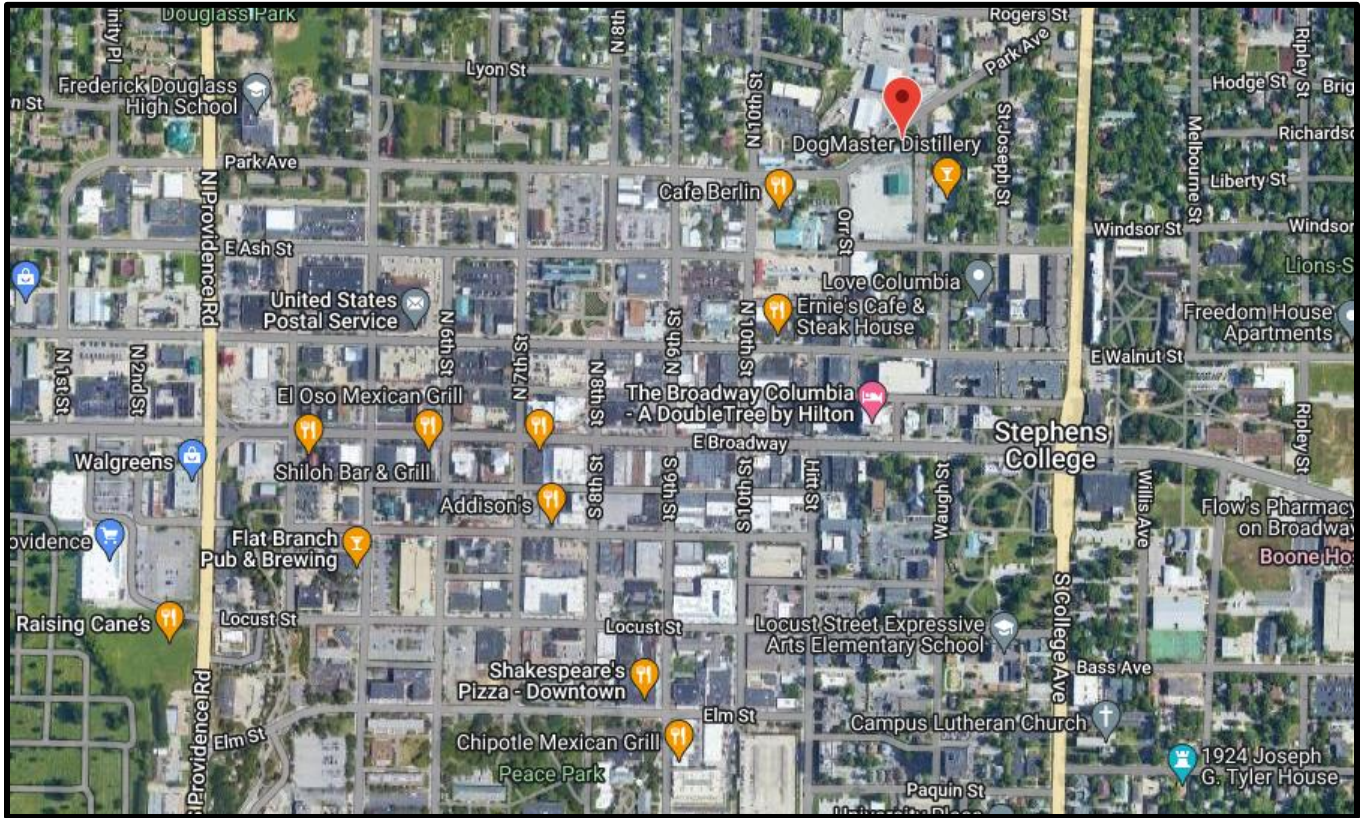 Douglass Park
Rogers St
Park Ave
N 8th
Ripley St
inity Pl
Lyon St
Hodge St
Brig
Frederick Douglass
High School
n St
N 10th St
St Joseph St
Melbourne St
Richardso
DogMaster Distillery
Park Ave
Cafe Berlin
Liberty St
N Providence Rd
Orr St
Windsor St
Windsor
E Ash St
Love Columbia
Lions-S
United States
Postal Service
Ernie's Cafe &
Steak House
Freedom House
Apartments
N 1st St
N 2nd St
N 6th St
N 7th St
N 8th St
N 9th St
N 10th St
E Walnut St
El Oso Mexican Grill
The Broadway Columbia
- A DoubleTree by Hilton
Ripley St
E Broadway
Stephens
College
Walgreens
Shiloh Bar & Grill
Addison's
S 8th St
S 9th St
S 10th St
Hitt St
Waugh St
Willis Ave
Flow's Pharmacy
on Broadway
ovidence
Flat Branch
Pub & Brewing
Boone Ho
Raising Cane's
Locust St
Locust St
Locust Street Expressive
Arts Elementary School
S College Ave
Bass Ave
Shakespeare's
Pizza - Downtown
S Providence Rd
Elm St
Elm St
Campus Lutheran Church
Chipotle Mexican Grill
Peace Park
1924 Joseph
G. Tyler House
Paquin St